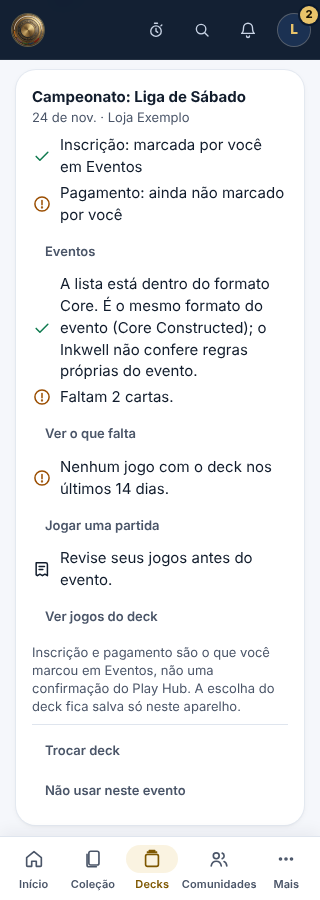 2
L
Campeonato: Liga de Sábado
24 de nov. · Loja Exemplo
Inscrição: marcada por você
em Eventos
Pagamento: ainda não marcado
por você
Eventos
A lista está dentro do formato
Core. É o mesmo formato do
evento (Core Constructed); o
Inkwell não confere regras
próprias do evento.
Faltam 2 cartas.
Ver o que falta
Nenhum jogo com o deck nos
últimos 14 dias.
Jogar uma partida
Revise seus jogos antes do
evento.
Ver jogos do deck
Inscrição e pagamento são o que você
marcou em Eventos, não uma
confirmação do Play Hub. A escolha do
deck fica salva só neste aparelho.
Trocar deck
Não usar neste evento
Início Coleção Decks Comunidades Mais